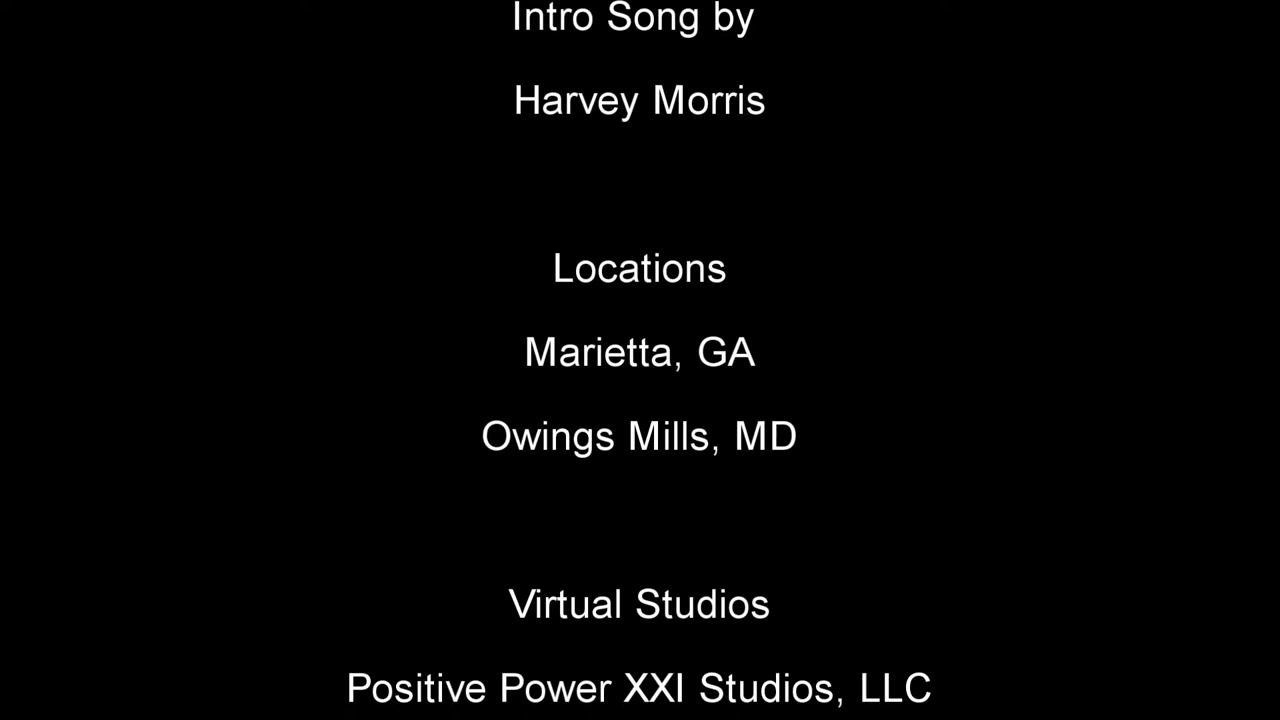 Intro Song by
Harvey Morris
Locations
Marietta, GA
Owings Mills, MD
Virtual Studios
Positive Power XXI Studios, LLC